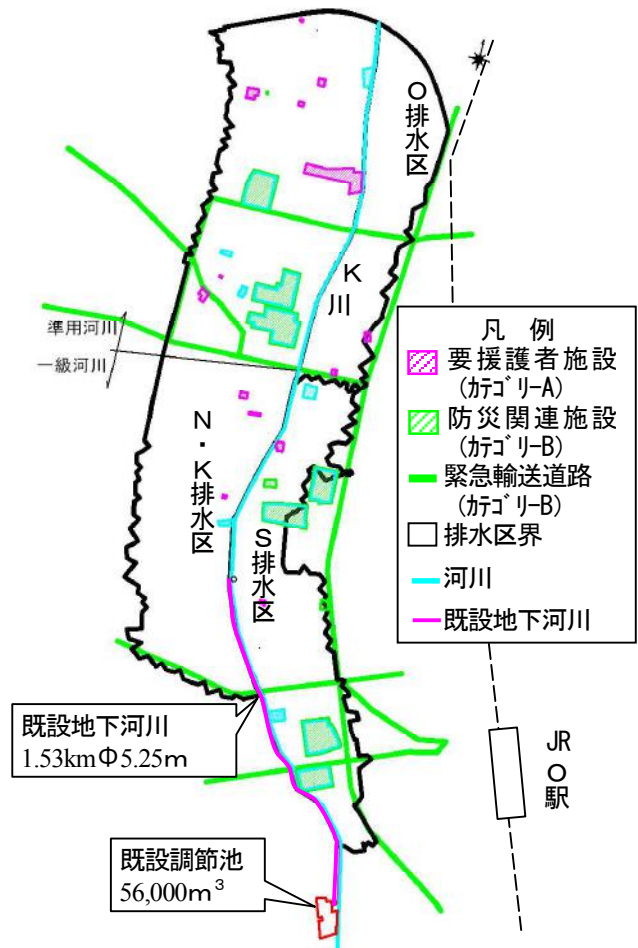 O排水区
K川
準用河川
一級河川
N・K排水区
S排水区
凡 例
要援護者施設
(ｶﾃｺﾞﾘｰA)
防災関連施設
(ｶﾃｺﾞﾘｰB)
緊急輸送道路
(ｶﾃｺﾞﾘｰB)
排水区界
河川
既設地下河川
既設地下河川
1.53kmΦ5.25m
既設調節池
56,000m³
JR
O
駅